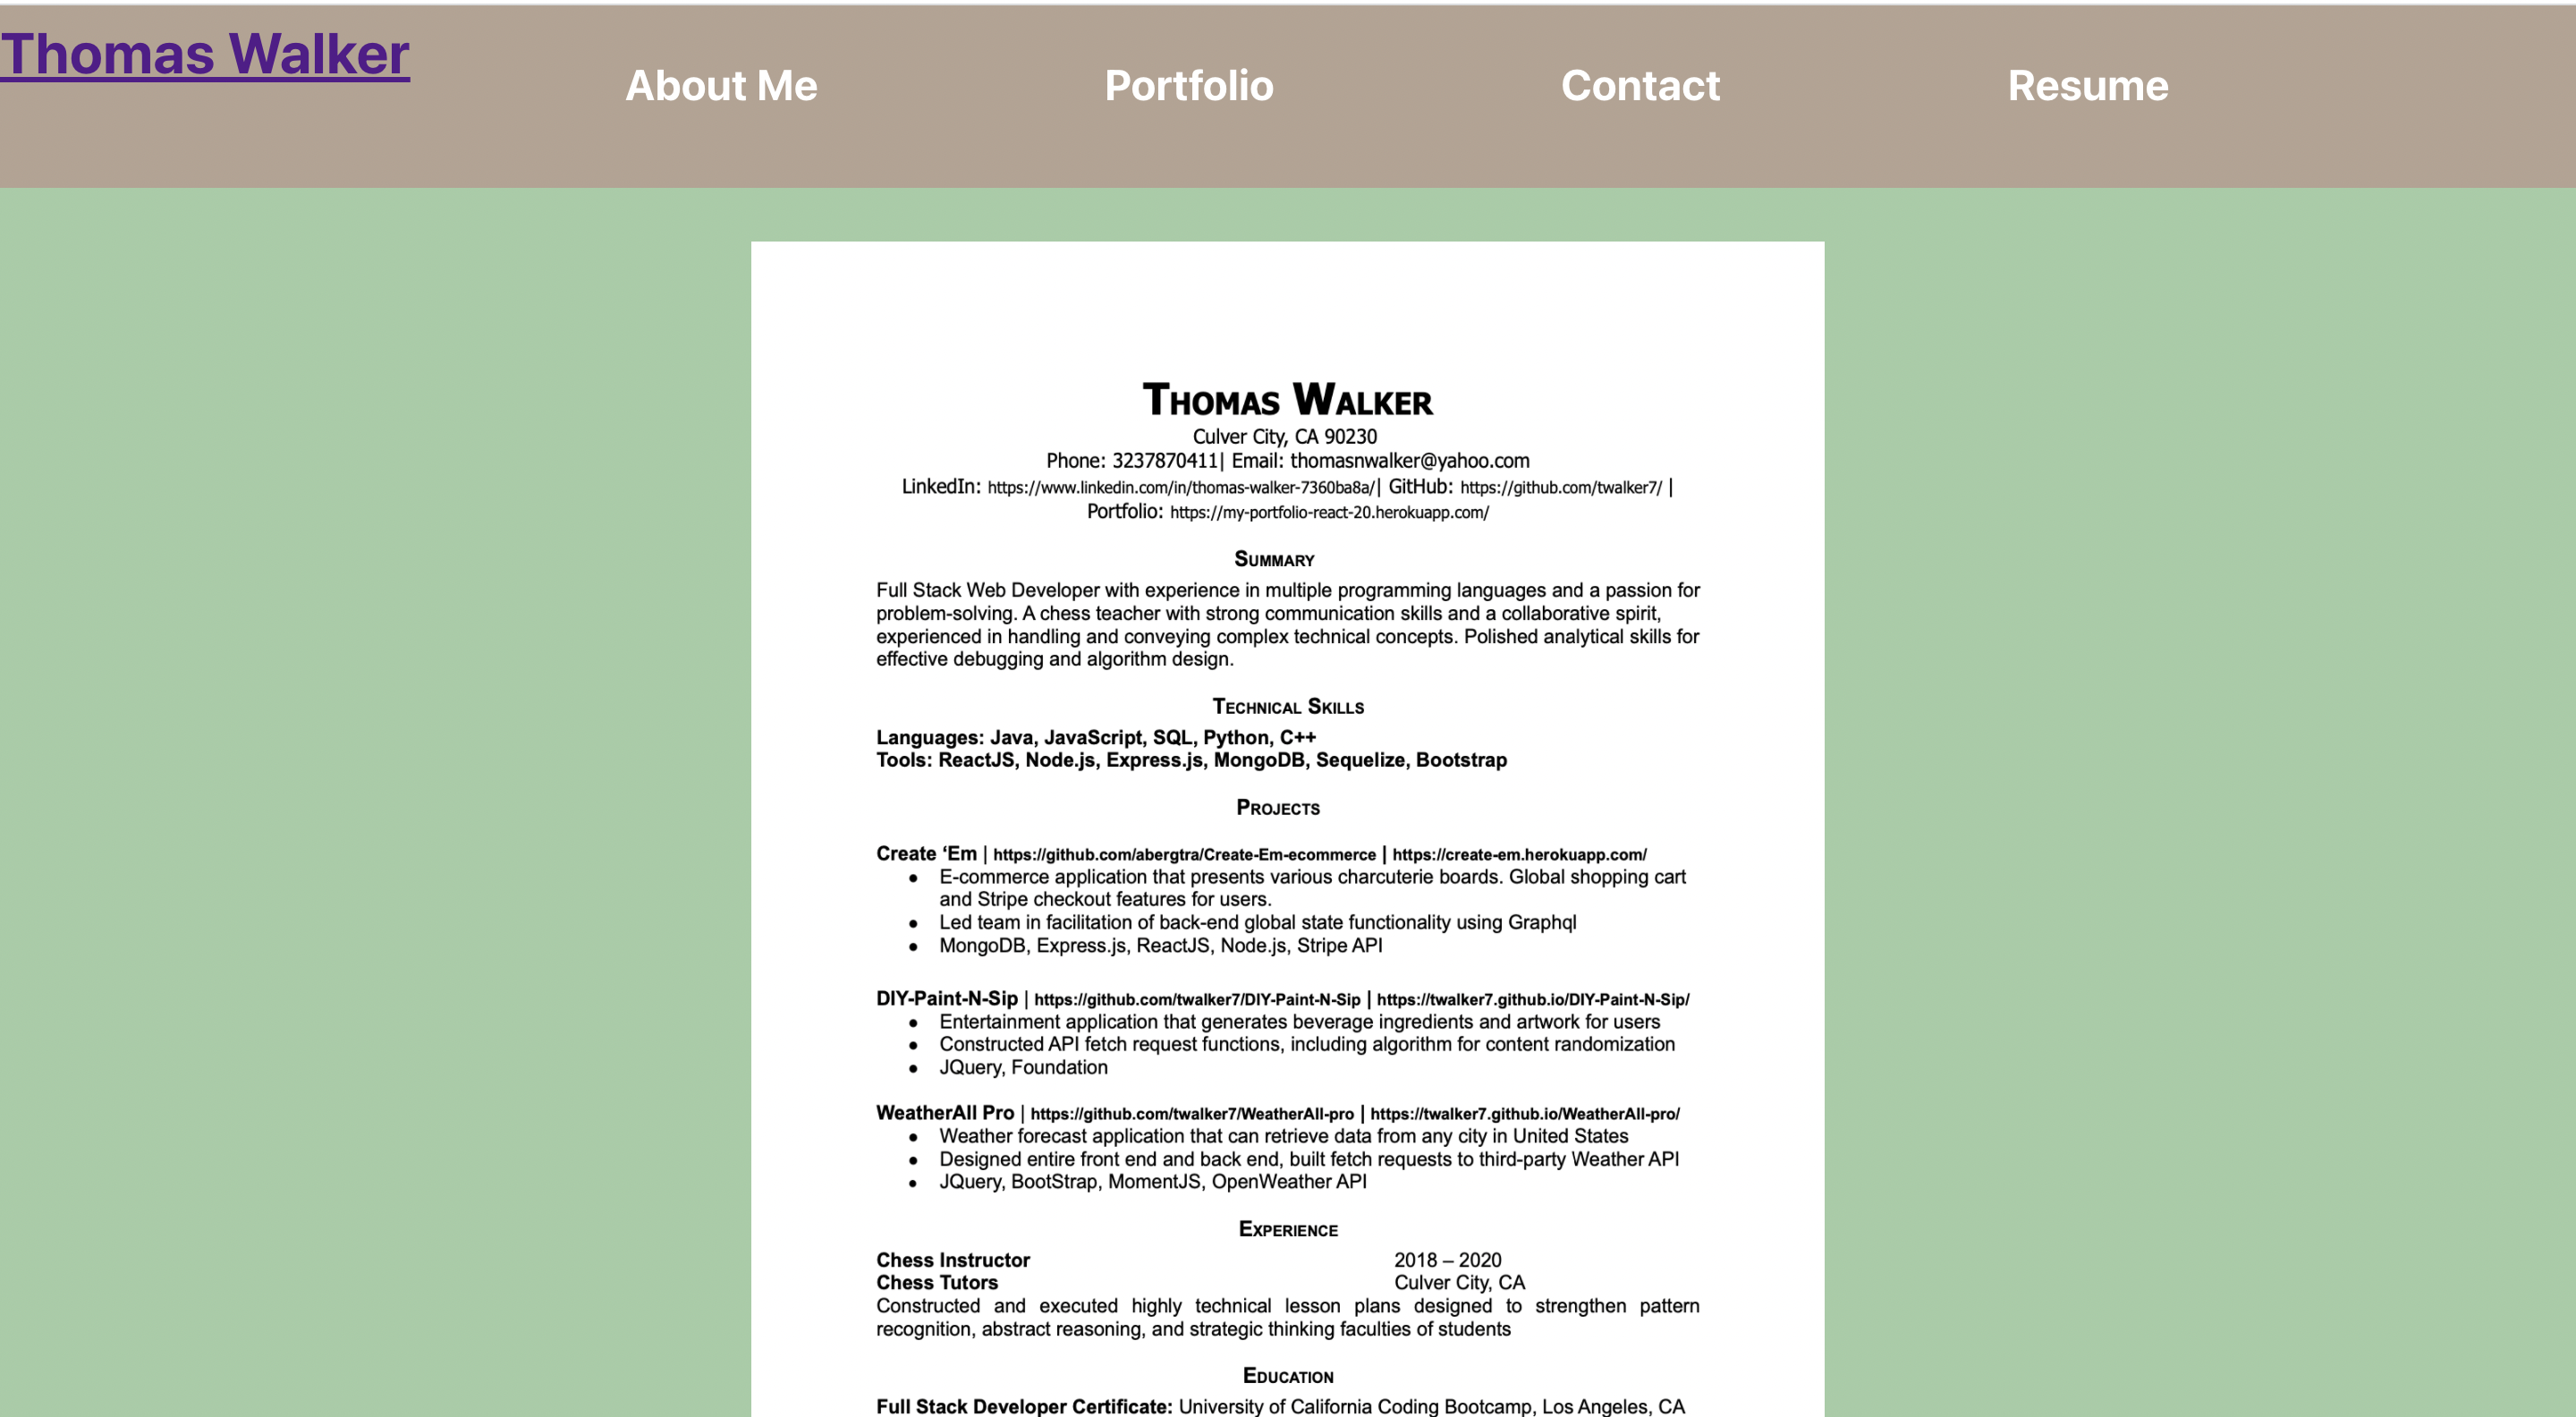 Thomas Walker
About Me Portfolio Contact Resume
Thomas Walker
Culver City, CA 90230
Phone: 3237870411| Email: thomasnwalker@yahoo.com
LinkedIn: https://www.linkedin.com/in/thomas-walker-7360ba8a/| GitHub: https://github.com/twalker7/ |
Portfolio: https://my-portfolio-react-20.herokuapp.com/
Summary
Full Stack Web Developer with experience in multiple programming languages and a passion for
problem-solving. A chess teacher with strong communication skills and a collaborative spirit,
experienced in handling and conveying complex technical concepts. Polished analytical skills for
effective debugging and algorithm design.
Technical Skills
Languages: Java, JavaScript, SQL, Python, C++
Tools: ReactJS, Node.js, Express.js, MongoDB, Sequelize, Bootstrap
Projects
Create ‘Em | https://github.com/abergtra/Create-Em-ecommerce | https://create-em.herokuapp.com/
● E-commerce application that presents various charcuterie boards. Global shopping cart
and Stripe checkout features for users.
● Led team in facilitation of back-end global state functionality using Graphql
● MongoDB, Express.js, ReactJS, Node.js, Stripe API
DIY-Paint-N-Sip | https://github.com/twalker7/DIY-Paint-N-Sip | https://twalker7.github.io/DIY-Paint-N-Sip/
● Entertainment application that generates beverage ingredients and artwork for users
● Constructed API fetch request functions, including algorithm for content randomization
● JQuery, Foundation
WeatherAll Pro | https://github.com/twalker7/WeatherAll-pro | https://twalker7.github.io/WeatherAll-pro/
● Weather forecast application that can retrieve data from any city in United States
● Designed entire front end and back end, built fetch requests to third-party Weather API
● JQuery, BootStrap, MomentJS, OpenWeather API
Experience
Chess Instructor 2018 – 2020
Chess Tutors Culver City, CA
Constructed and executed highly technical lesson plans designed to strengthen pattern
recognition, abstract reasoning, and strategic thinking faculties of students
Education
Full Stack Developer Certificate: University of California Coding Bootcamp, Los Angeles, CA